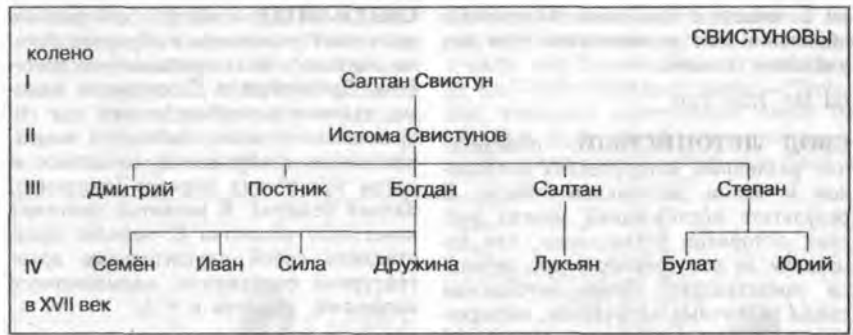 СВИСТУНОВЫ
колено
I Салтан Свистун
II Истома Свистунов
III Дмитрий Постник Богдан Салтан Степан
IV Семён Иван Сила Дружина Лукьян Булат Юрий
в XVII век